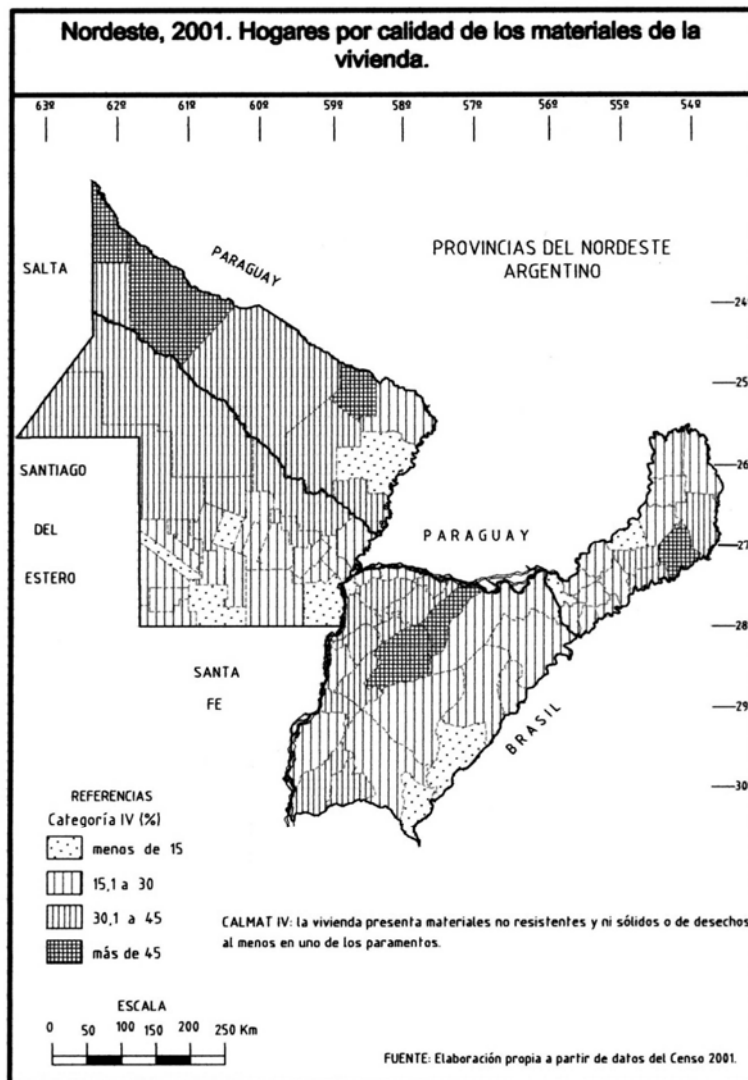 Nordeste, 2001. Hogares por calidad de los materiales de la
vivienda.
63º 62º 61º 60º 59º 58º 57º 56º 55º 54º
SALTA
PARAGUAY
PROVINCIAS DEL NORDESTE
ARGENTINO
24
25
26
27
28
29
30
SANTIAGO
DEL
ESTERO
PARAGUAY
SANTA
FE
BRASIL
REFERENCIAS
Categoría IV (%)
menos de 15
15,1 a 30
30,1 a 45
más de 45
CALMAT IV: la vivienda presenta materiales no resistentes y ni sólidos o de desechos
al menos en uno de los paramentos.
ESCALA
0 50 100 150 200 250 Km
FUENTE: Elaboración propia a partir de datos del Censo 2001.